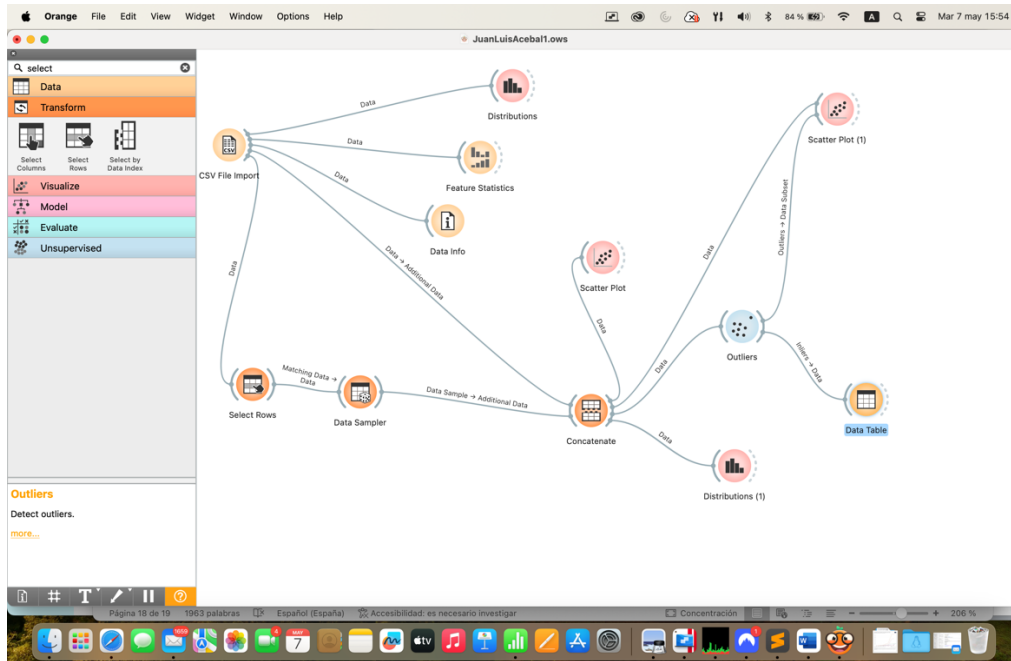 Orange File Edit View Widget Window Options Help
84 % A Mar 7 may 15:54
JuanLuisAcebal1.ows
select
Data
Transform
Select Columns
Select Rows
Select by Data Index
Visualize
Model
Evaluate
Unsupervised
Outliers
Detect outliers.
more...
CSV
CSV File Import
Data
Distributions
Data
Feature Statistics
Data
Data Info
Data → Additional Data
Data
Select Rows
Matching Data → Data
Data Sampler
Data Sample → Additional Data
Concatenate
Data
Scatter Plot
Data
Scatter Plot (1)
Outliers → Data Subset
Data
Outliers
Inliers → Data
Data Table
Data
Distributions (1)
Página 18 de 19 1963 palabras Español (España) Accesibilidad: es necesario investigar Concentración 206 %
MAY
7
tv